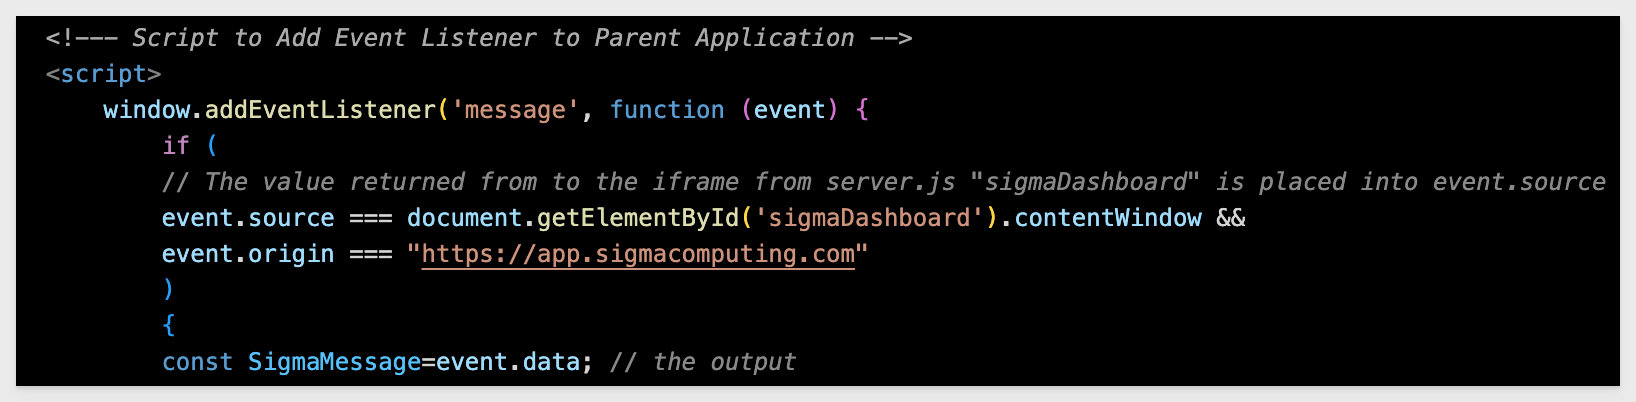 <!--- Script to Add Event Listener to Parent Application -->
<script>
window.addEventListener('message', function (event) {
if (
// The value returned from to the iframe from server.js "sigmaDashboard" is placed into event.source
event.source === document.getElementById('sigmaDashboard').contentWindow &&
event.origin === "https://app.sigmacomputing.com"
)
{
const SigmaMessage=event.data; // the output